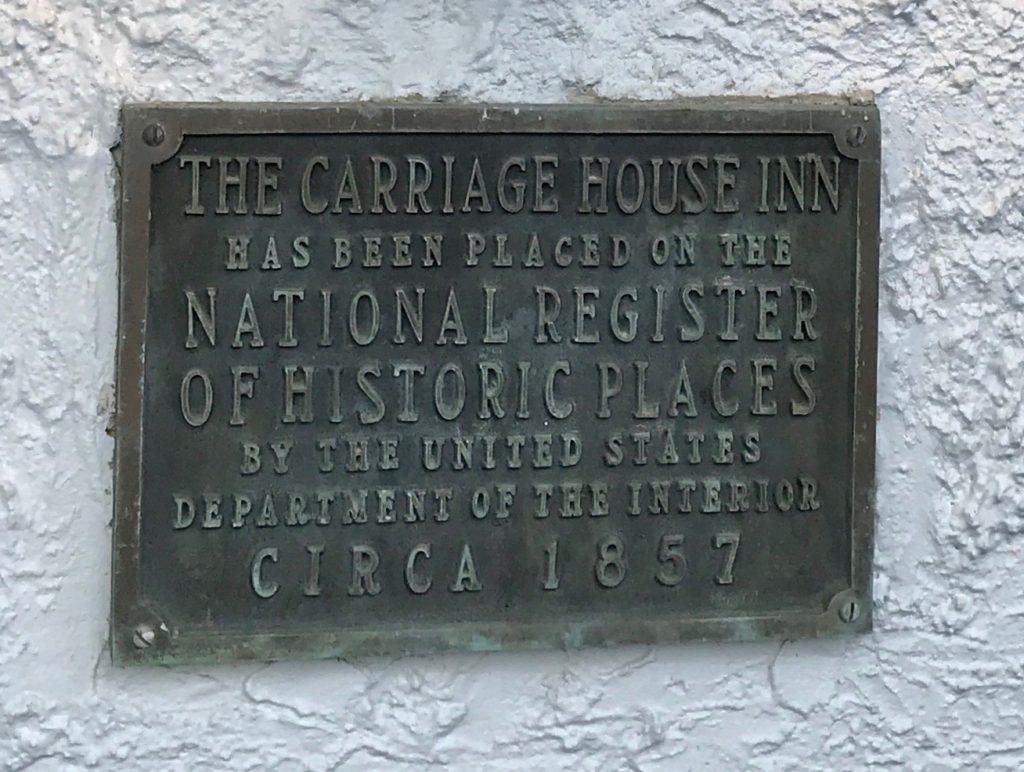 THE CARRIAGE HOUSE INN
HAS BEEN PLACED ON THE
NATIONAL REGISTER
OF HISTORIC PLACES
BY THE UNITED STATES
DEPARTMENT OF THE INTERIOR
CIRCA 1857